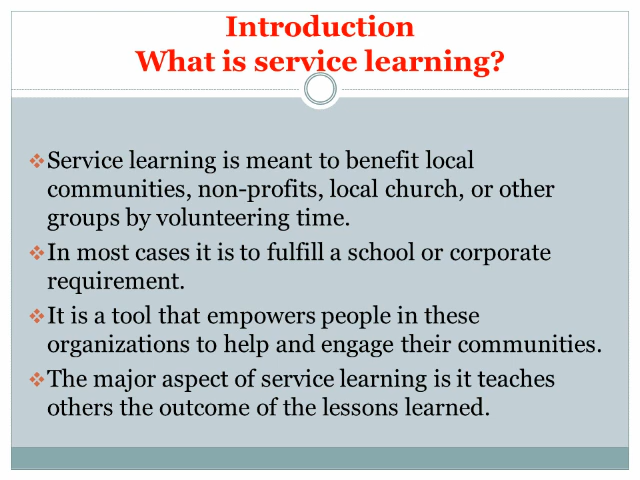 Introduction
What is service learning?
Service learning is meant to benefit local
communities, non-profits, local church, or other
groups by volunteering time.
In most cases it is to fulfill a school or corporate
requirement.
It is a tool that empowers people in these
organizations to help and engage their communities.
The major aspect of service learning is it teaches
others the outcome of the lessons learned.